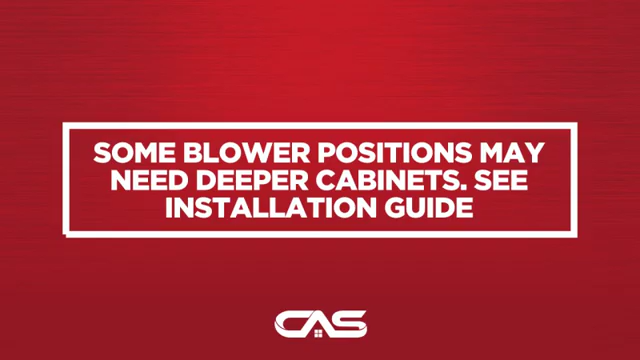 SOME BLOWER POSITIONS MAY
NEED DEEPER CABINETS. SEE
INSTALLATION GUIDE
CAS